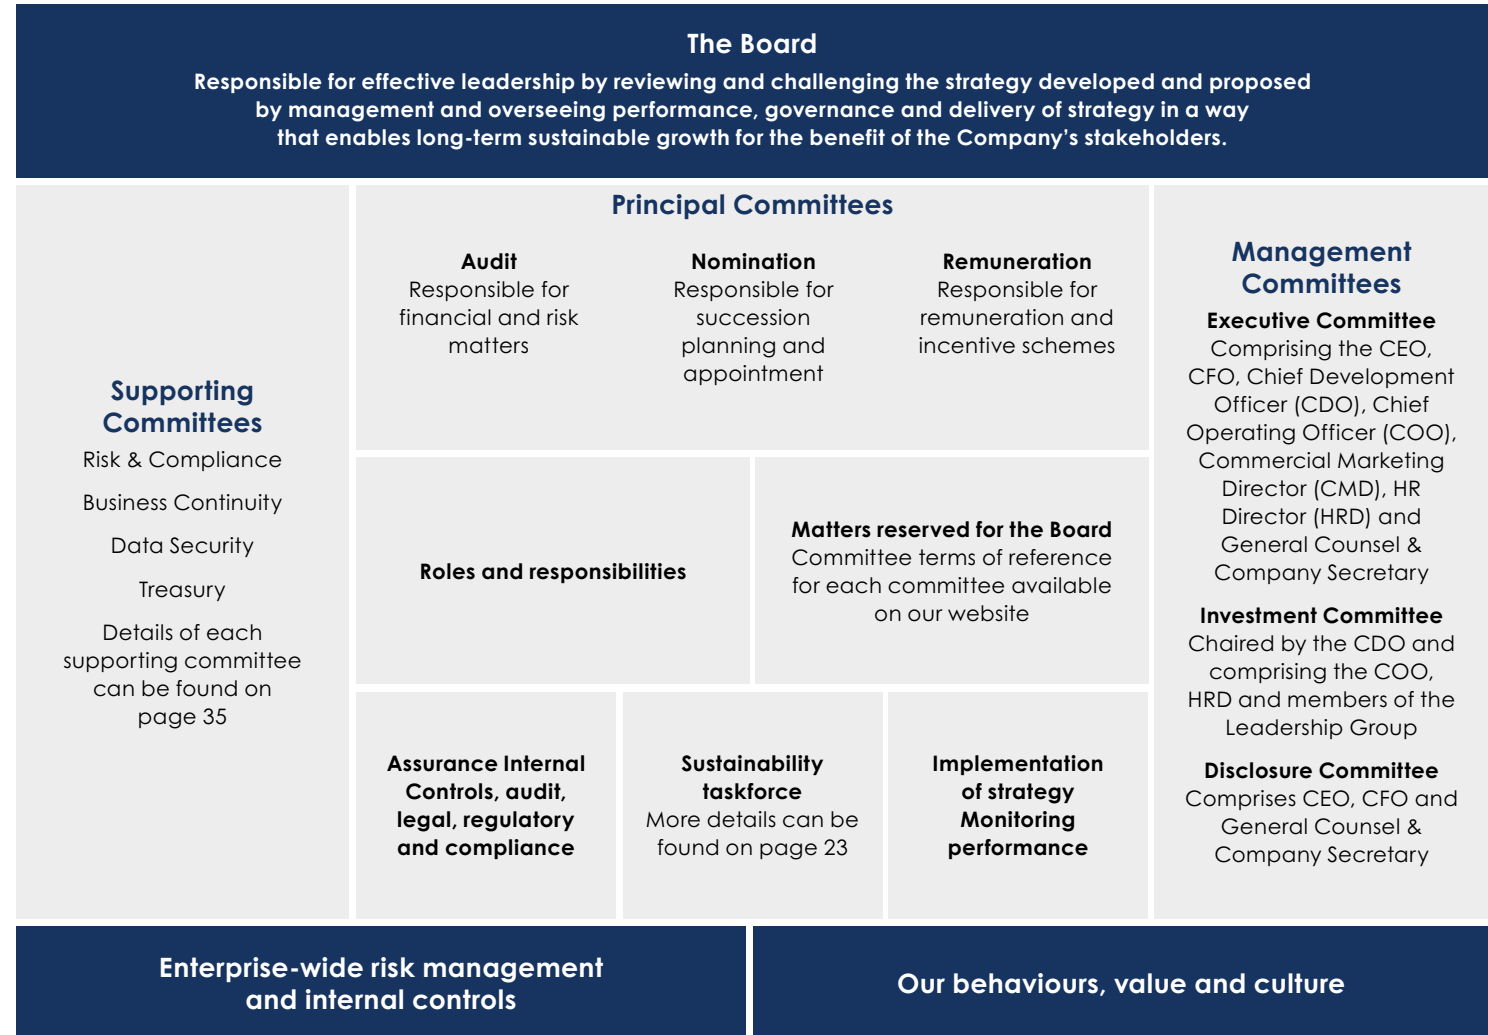 The Board
Responsible for effective leadership by reviewing and challenging the strategy developed and proposed
by management and overseeing performance, governance and delivery of strategy in a way
that enables long-term sustainable growth for the benefit of the Company’s stakeholders.
Supporting
Committees
Risk & Compliance
Business Continuity
Data Security
Treasury
Details of each
supporting committee
can be found on
page 35
Principal Committees
Audit
Responsible for
financial and risk
matters
Nomination
Responsible for
succession
planning and
appointment
Remuneration
Responsible for
remuneration and
incentive schemes
Roles and responsibilities
Matters reserved for the Board
Committee terms of reference
for each committee available
on our website
Assurance Internal
Controls, audit,
legal, regulatory
and compliance
Sustainability
taskforce
More details can be
found on page 23
Implementation
of strategy
Monitoring
performance
Management
Committees
Executive Committee
Comprising the CEO,
CFO, Chief Development
Officer (CDO), Chief
Operating Officer (COO),
Commercial Marketing
Director (CMD), HR
Director (HRD) and
General Counsel &
Company Secretary
Investment Committee
Chaired by the CDO and
comprising the COO,
HRD and members of the
Leadership Group
Disclosure Committee
Comprises CEO, CFO and
General Counsel &
Company Secretary
Enterprise-wide risk management
and internal controls
Our behaviours, value and culture